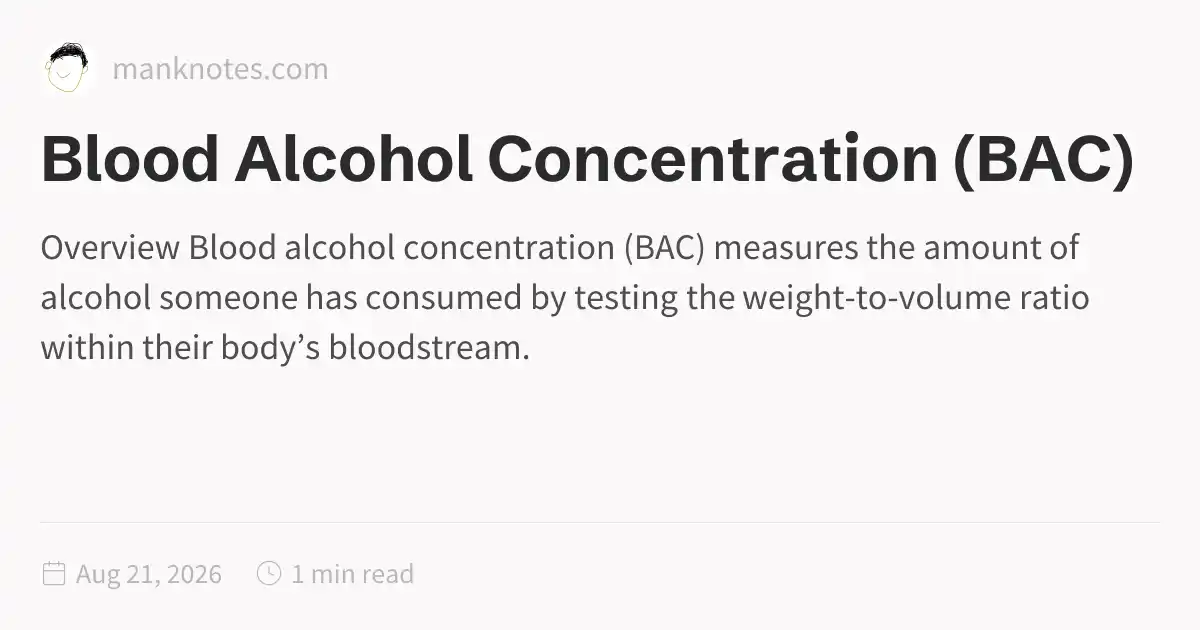 manknotes.com
Blood Alcohol Concentration (BAC)
Overview Blood alcohol concentration (BAC) measures the amount of
alcohol someone has consumed by testing the weight-to-volume ratio
within their body’s bloodstream.
Aug 21, 2026 1 min read